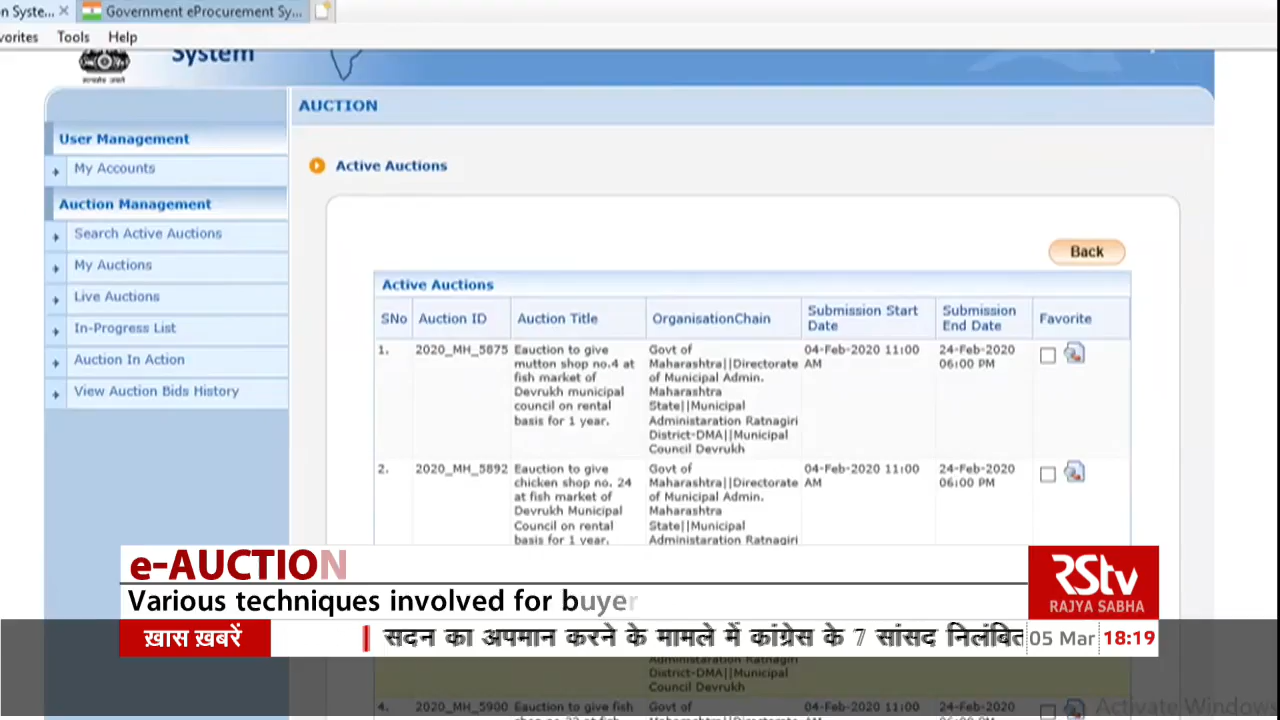 n Syste...
Government eProcurement Sy...
vorites Tools Help
System
सत्यमेव जयते
AUCTION
User Management
My Accounts
Auction Management
Search Active Auctions
My Auctions
Live Auctions
In-Progress List
Auction In Action
View Auction Bids History
Active Auctions
Back
Active Auctions
SNo Auction ID Auction Title OrganisationChain Submission Start Date Submission End Date Favorite
1. 2020_MH_5875 Eauction to give Govt of 04-Feb-2020 11:00 24-Feb-2020
mutton shop no.4 at Maharashtra||Directorate AM 06:00 PM
fish market of of Municipal Admin.
Devrukh municipal Maharashtra
council on rental State||Municipal
basis for 1 year. Administaration Ratnagiri
District-DMA||Municipal
Council Devrukh
2. 2020_MH_5892 Eauction to give Govt of 04-Feb-2020 11:00 24-Feb-2020
chicken shop no. 24 Maharashtra||Directorate AM 06:00 PM
at fish market of of Municipal Admin.
Devrukh Municipal Maharashtra
Council on rental State||Municipal
basis for 1 year. Administaration Ratnagiri
e-AUCTION
Various techniques involved for buyer
RSTV
RAJYA SABHA
ख़ास ख़बरें
सदन का अपमान करने के मामले में कांग्रेस के 7 सांसद निलंबित
05 Mar 18:19
Administaration Ratnagiri
District-DMA||Municipal
Council Devrukh
4. 2020_MH_5900 Eauction to give fish Govt of 04-Feb-2020 11:00 24-Feb-2020
Activate Windows